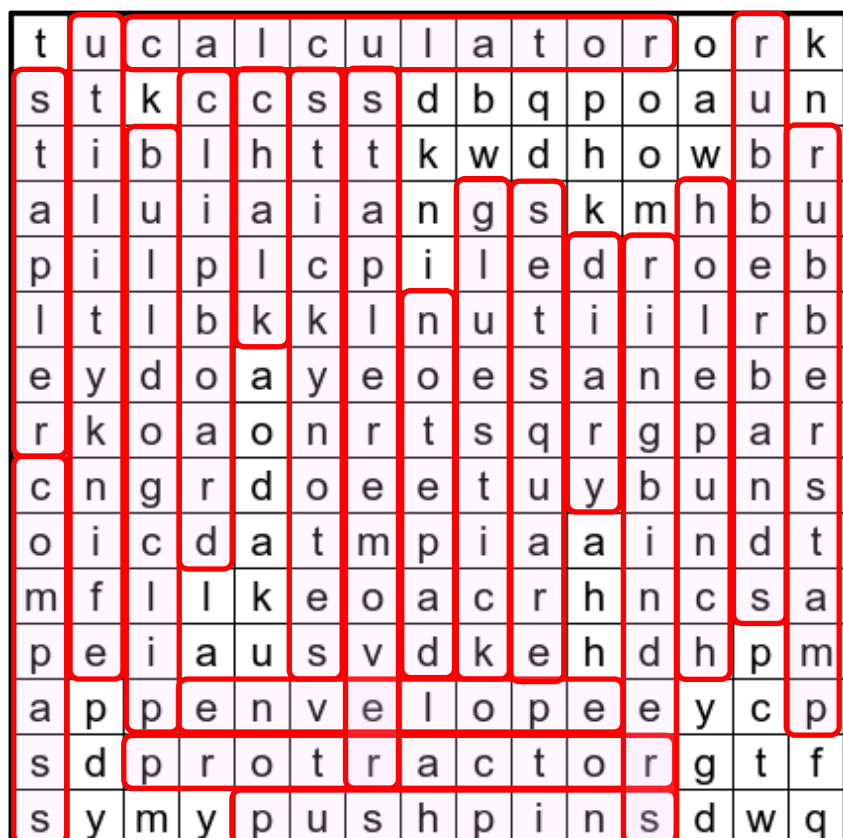 t u c a l c u l a t o r o r k
s t k c c s s d b q p o a u n
t i b l h t t k w d h o w b r
a l u i a i a n g s k m h b u
p i l p l c p i l e d r o e b
l t l b k k l n u t i i l r b
e y d o a y e o e s a n e b e
r k o a o n r t s q r g p a r
c n g r d o e e t u y b u n s
o i c d a t m p i a a i n d t
m f l l k e o a c r h n c s a
p e i a u s v d k e h d h p m
a p p e n v e l o p e e y c p
s d p r o t r a c t o r g t f
s y m y p u s h p i n s d w q